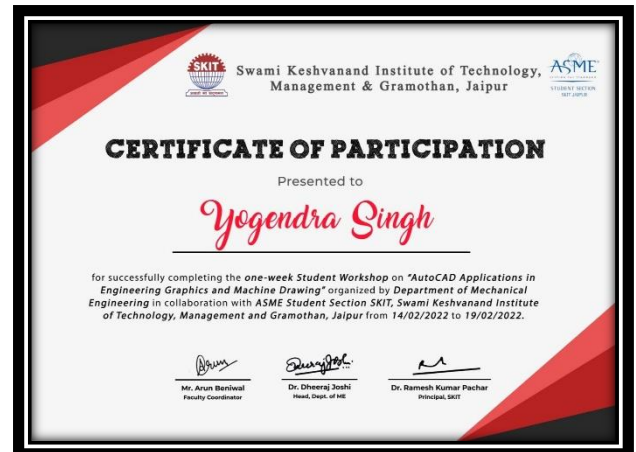 SKIT
Swami Keshvanand Institute of Technology,
Management & Gramothan, Jaipur
ASME
STUDENT SECTION
SKIT JAIPUR
CERTIFICATE OF PARTICIPATION
Presented to
Yogendra Singh
for successfully completing the one-week Student Workshop on "AutoCAD Applications in
Engineering Graphics and Machine Drawing" organized by Department of Mechanical
Engineering in collaboration with ASME Student Section SKIT, Swami Keshvanand Institute
of Technology, Management and Gramothan, Jaipur from 14/02/2022 to 19/02/2022.
Mr. Arun Beniwal
Faculty Coordinator
Dr. Dheeraj Joshi
Head, Dept. of ME
Dr. Ramesh Kumar Pachar
Principal, SKIT